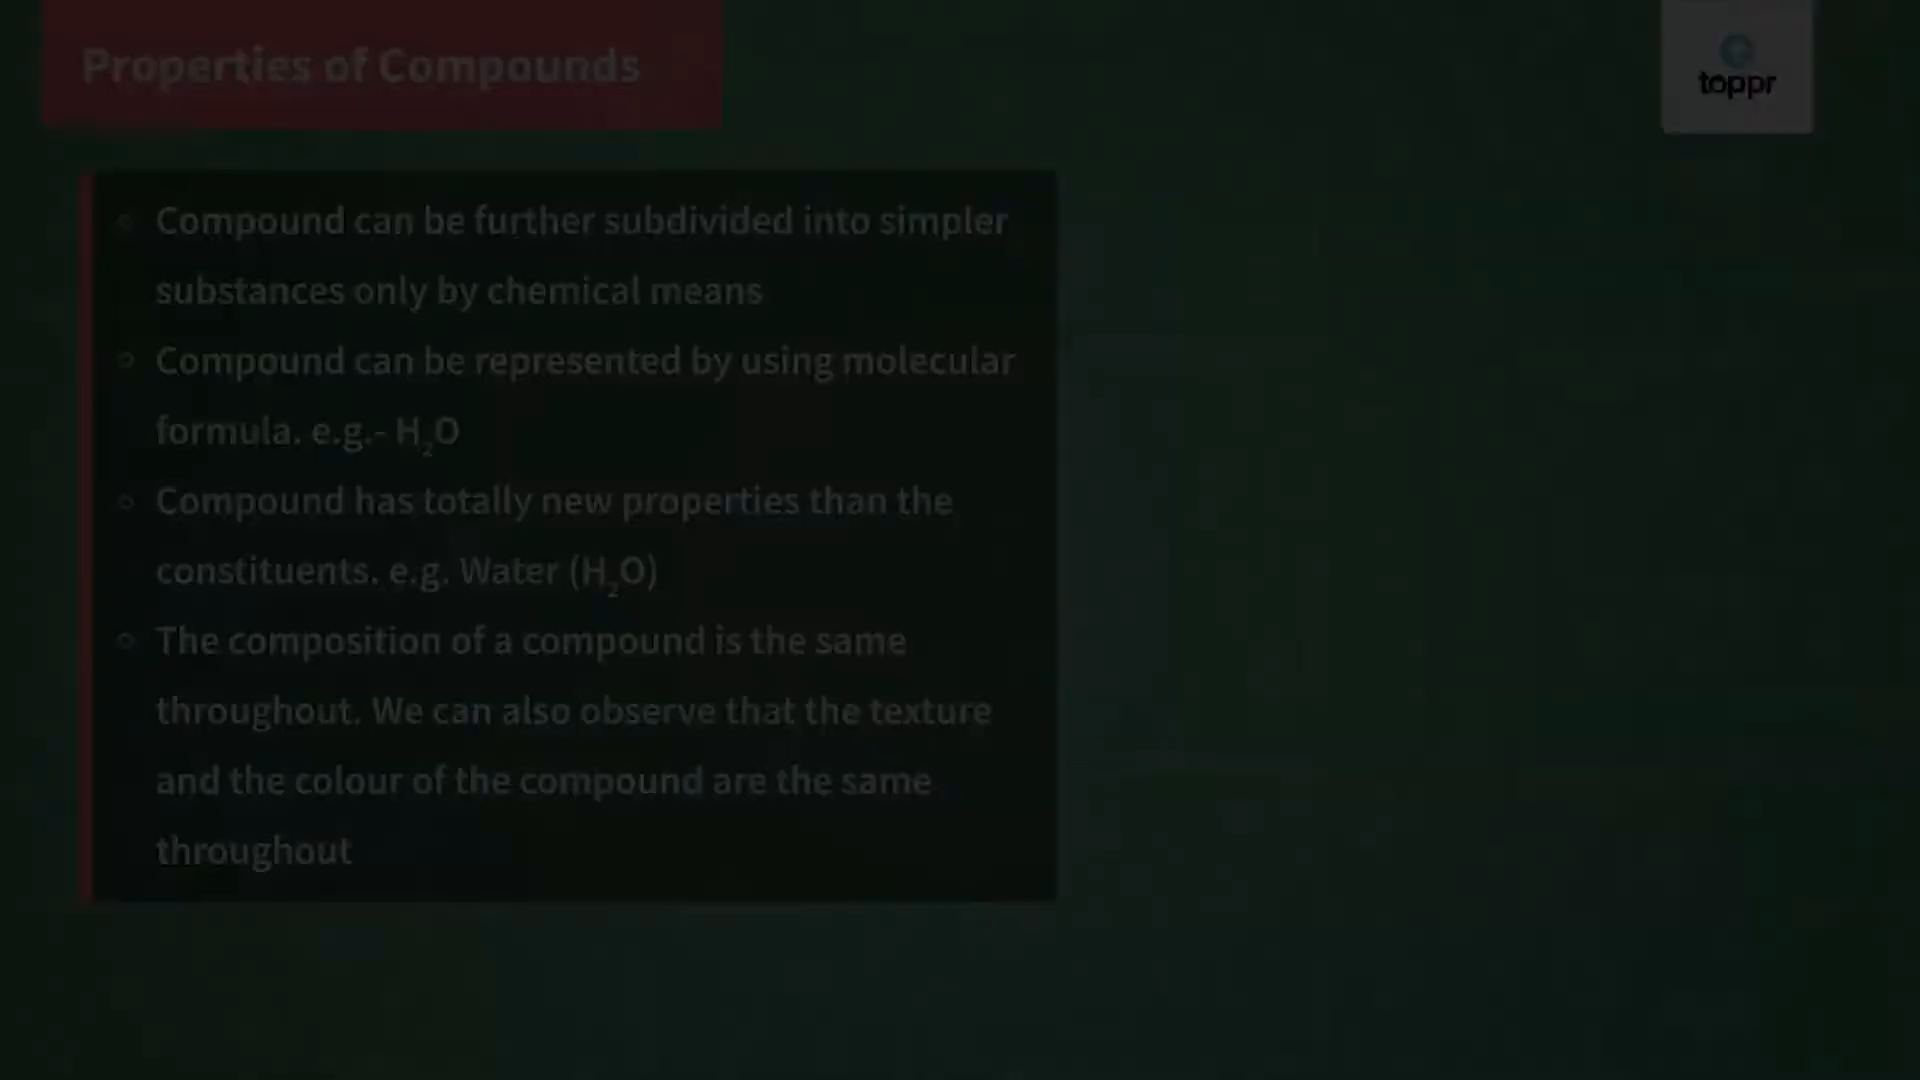 Properties of Compounds
toppr
Compound can be further subdivided into simpler
substances only by chemical means
Compound can be represented by using molecular
formula. e.g.- H₂O
Compound has totally new properties than the
constituents. e.g. Water (H₂O)
The composition of a compound is the same
throughout. We can also observe that the texture
and the colour of the compound are the same
throughout